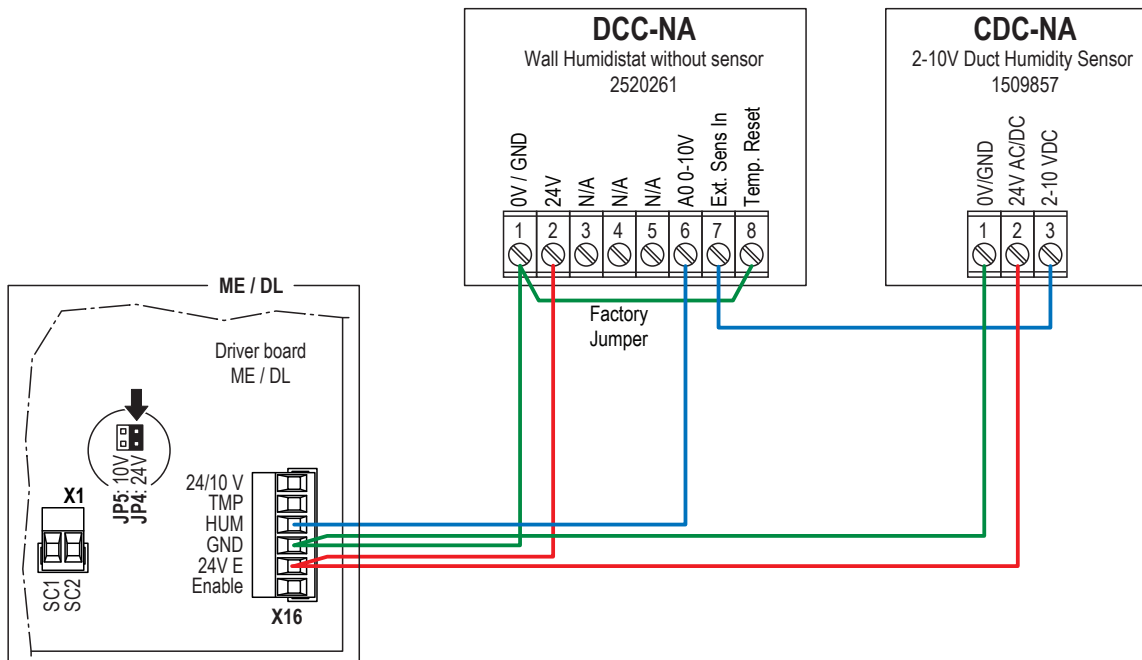 DCC-NA
Wall Humidistat without sensor
2520261
0V / GND
24V
N/A
N/A
N/A
A0 0-10V
Ext. Sens In
Temp. Reset
1
2
3
4
5
6
7
8
Factory
Jumper
CDC-NA
2-10V Duct Humidity Sensor
1509857
0V/GND
24V AC/DC
2-10 VDC
1
2
3
ME / DL
Driver board
ME / DL
JP5: 10V
JP4: 24V
X1
SC1
SC2
24/10 V
TMP
HUM
GND
24V E
Enable
X16